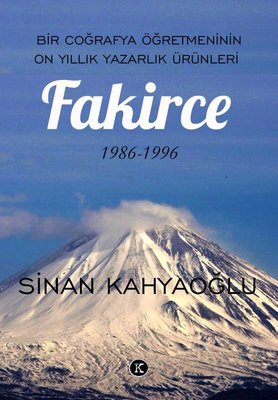 BİR COĞRAFYA ÖĞRETMENİNİN
ON YILLIK YAZARLIK ÜRÜNLERİ
Fakirce
1986-1996
SİNAN KAHYAOĞLU
K